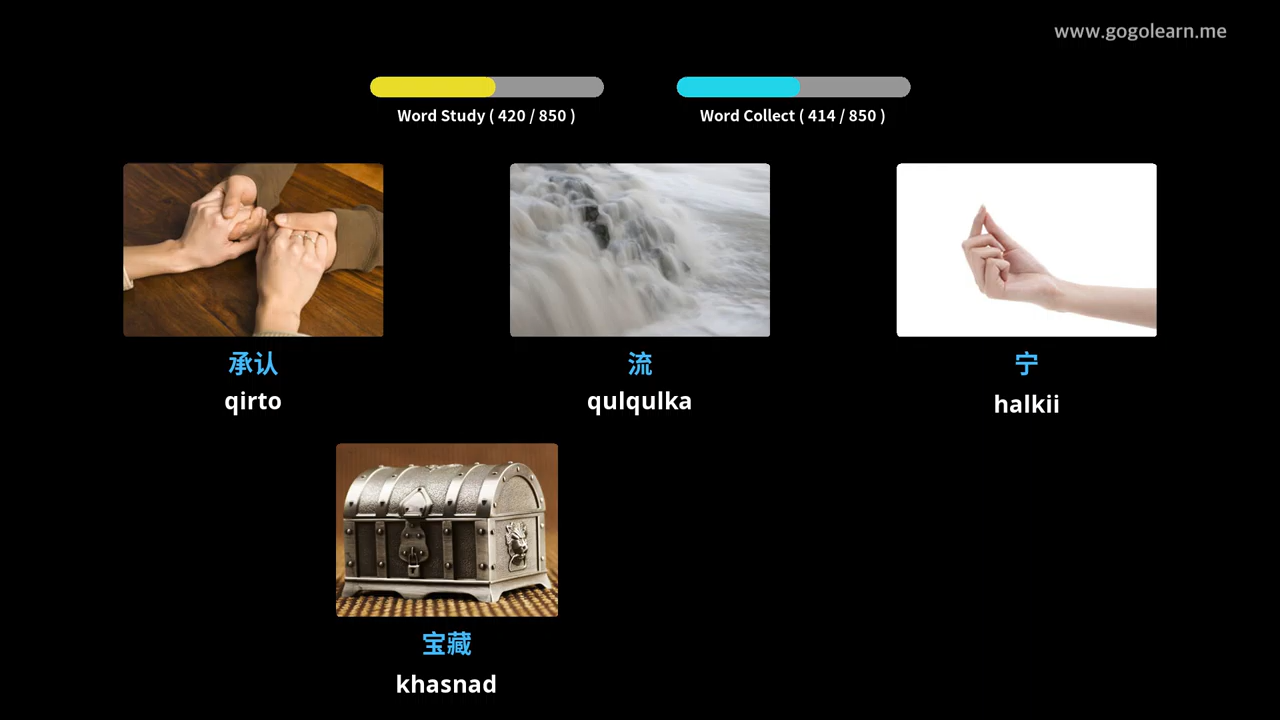 www.gogolearn.me
Word Study ( 420 / 850 )
Word Collect ( 414 / 850 )
承认
qirto
流
qulqulka
宁
halkii
宝藏
khasnad